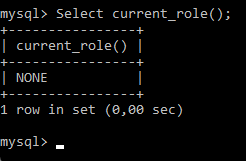 mysql> Select current_role();
+----------------+
| current_role() |
+----------------+
| NONE           |
+----------------+
1 row in set (0,00 sec)

mysql>